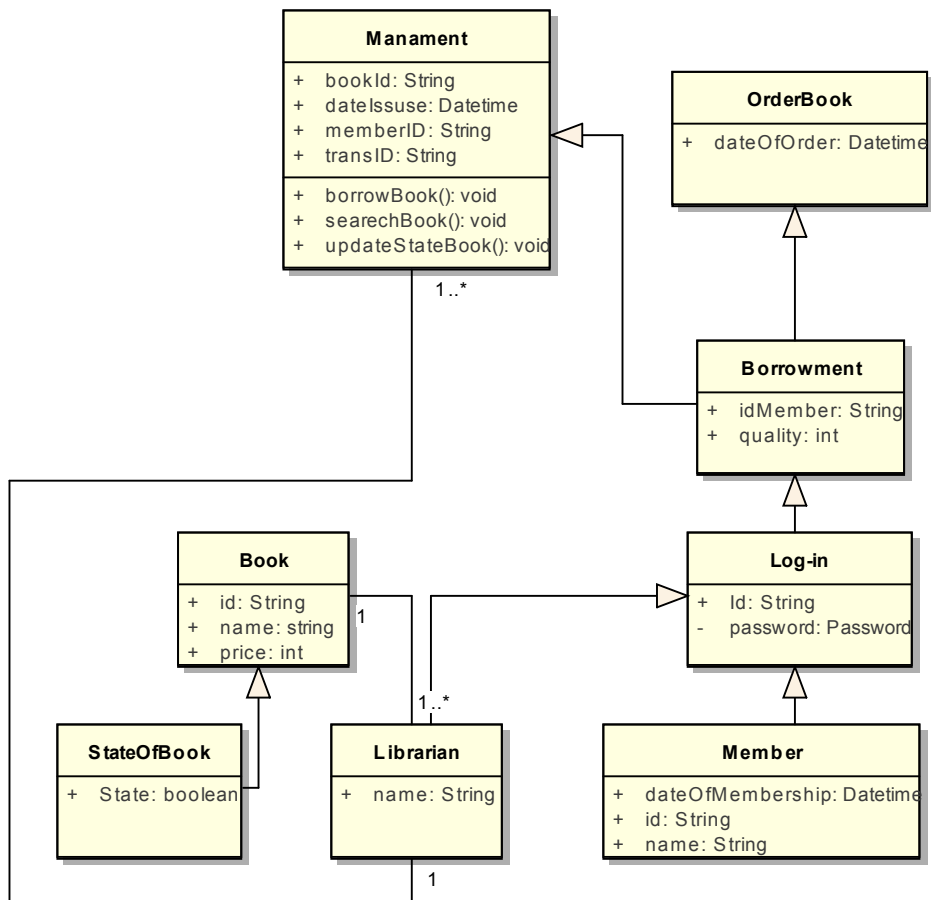 Manament
+ bookId: String
+ dateIssuse: Datetime
+ memberID: String
+ transID: String
+ borrowBook(): void
+ searechBook(): void
+ updateStateBook(): void
1..*
OrderBook
+ dateOfOrder: Datetime
Borrowment
+ idMember: String
+ quality: int
Book
+ id: String
+ name: string
+ price: int
1
Log-in
+ Id: String
- password: Password
1..*
StateOfBook
+ State: boolean
Librarian
+ name: String
1
Member
+ dateOfMembership: Datetime
+ id: String
+ name: String